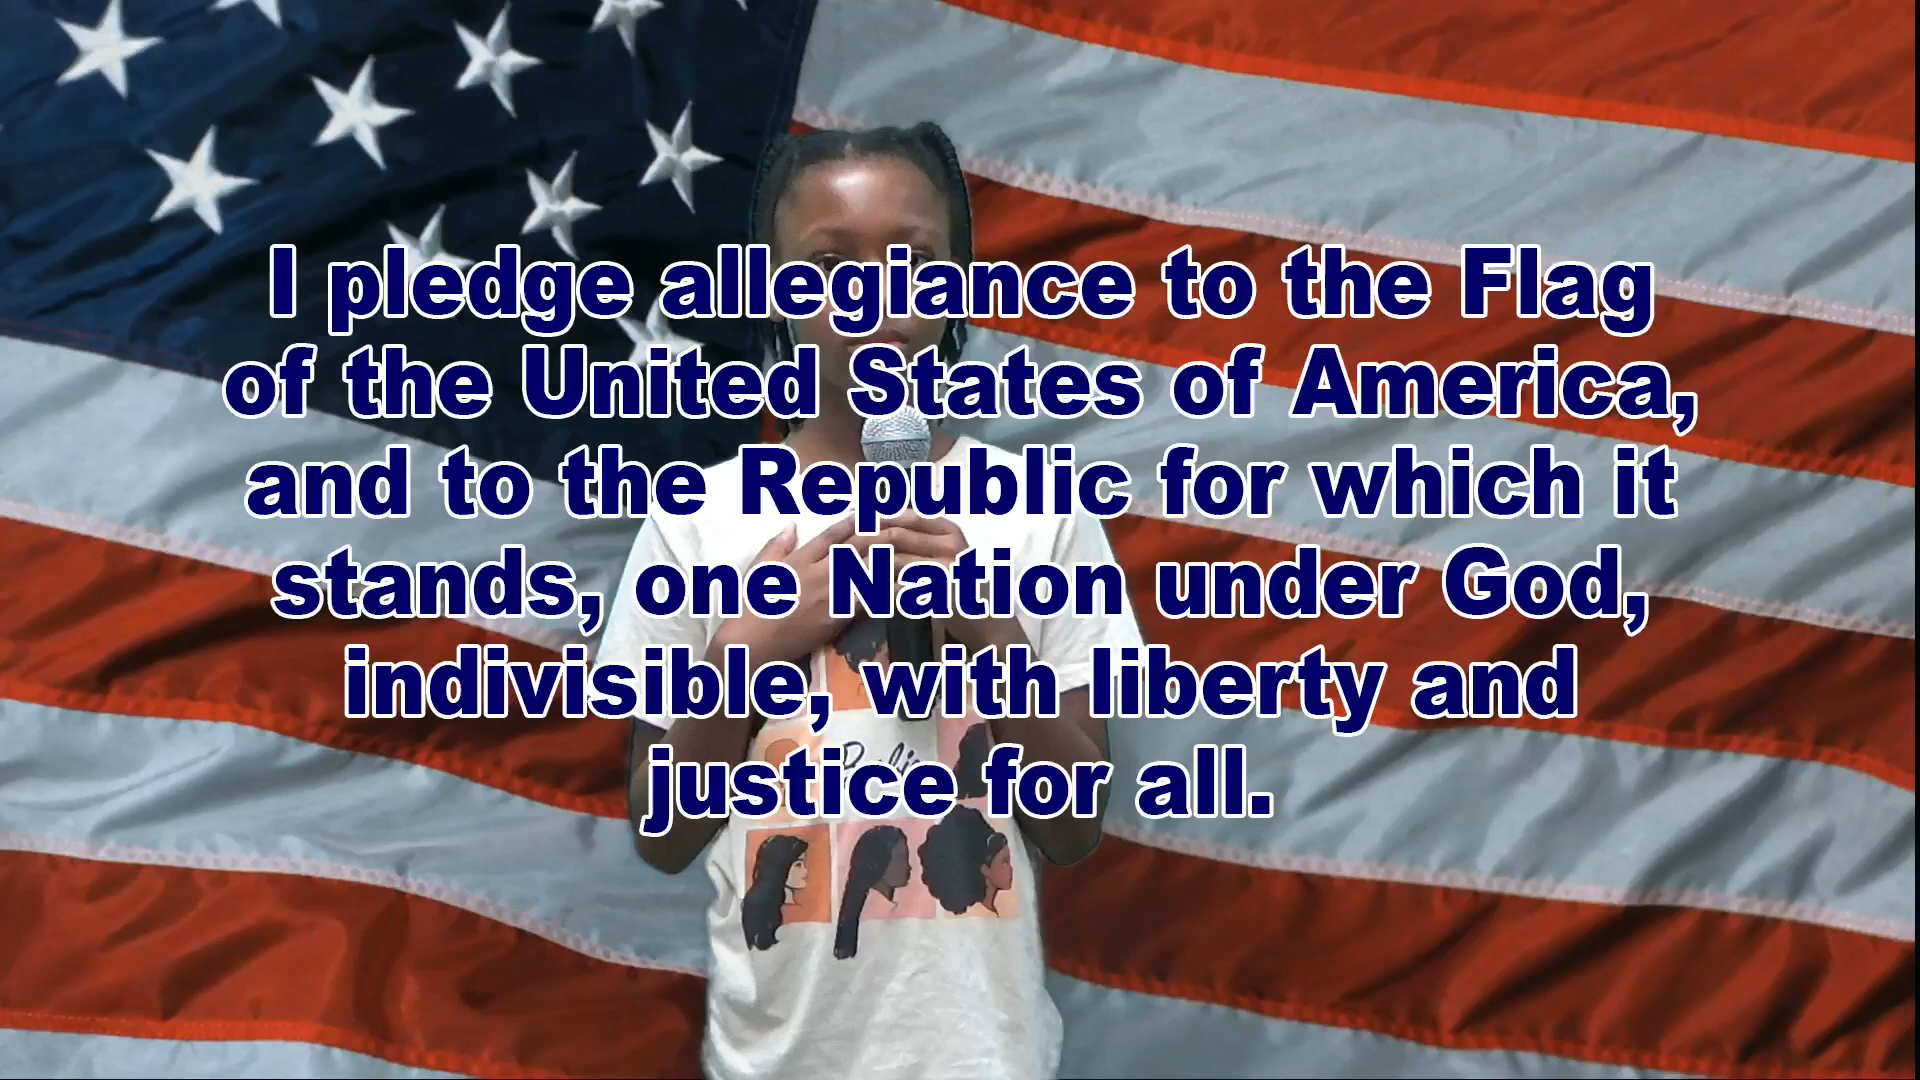 I pledge allegiance to the Flag
of the United States of America,
and to the Republic for which it
stands, one Nation under God,
indivisible, with liberty and
justice for all.